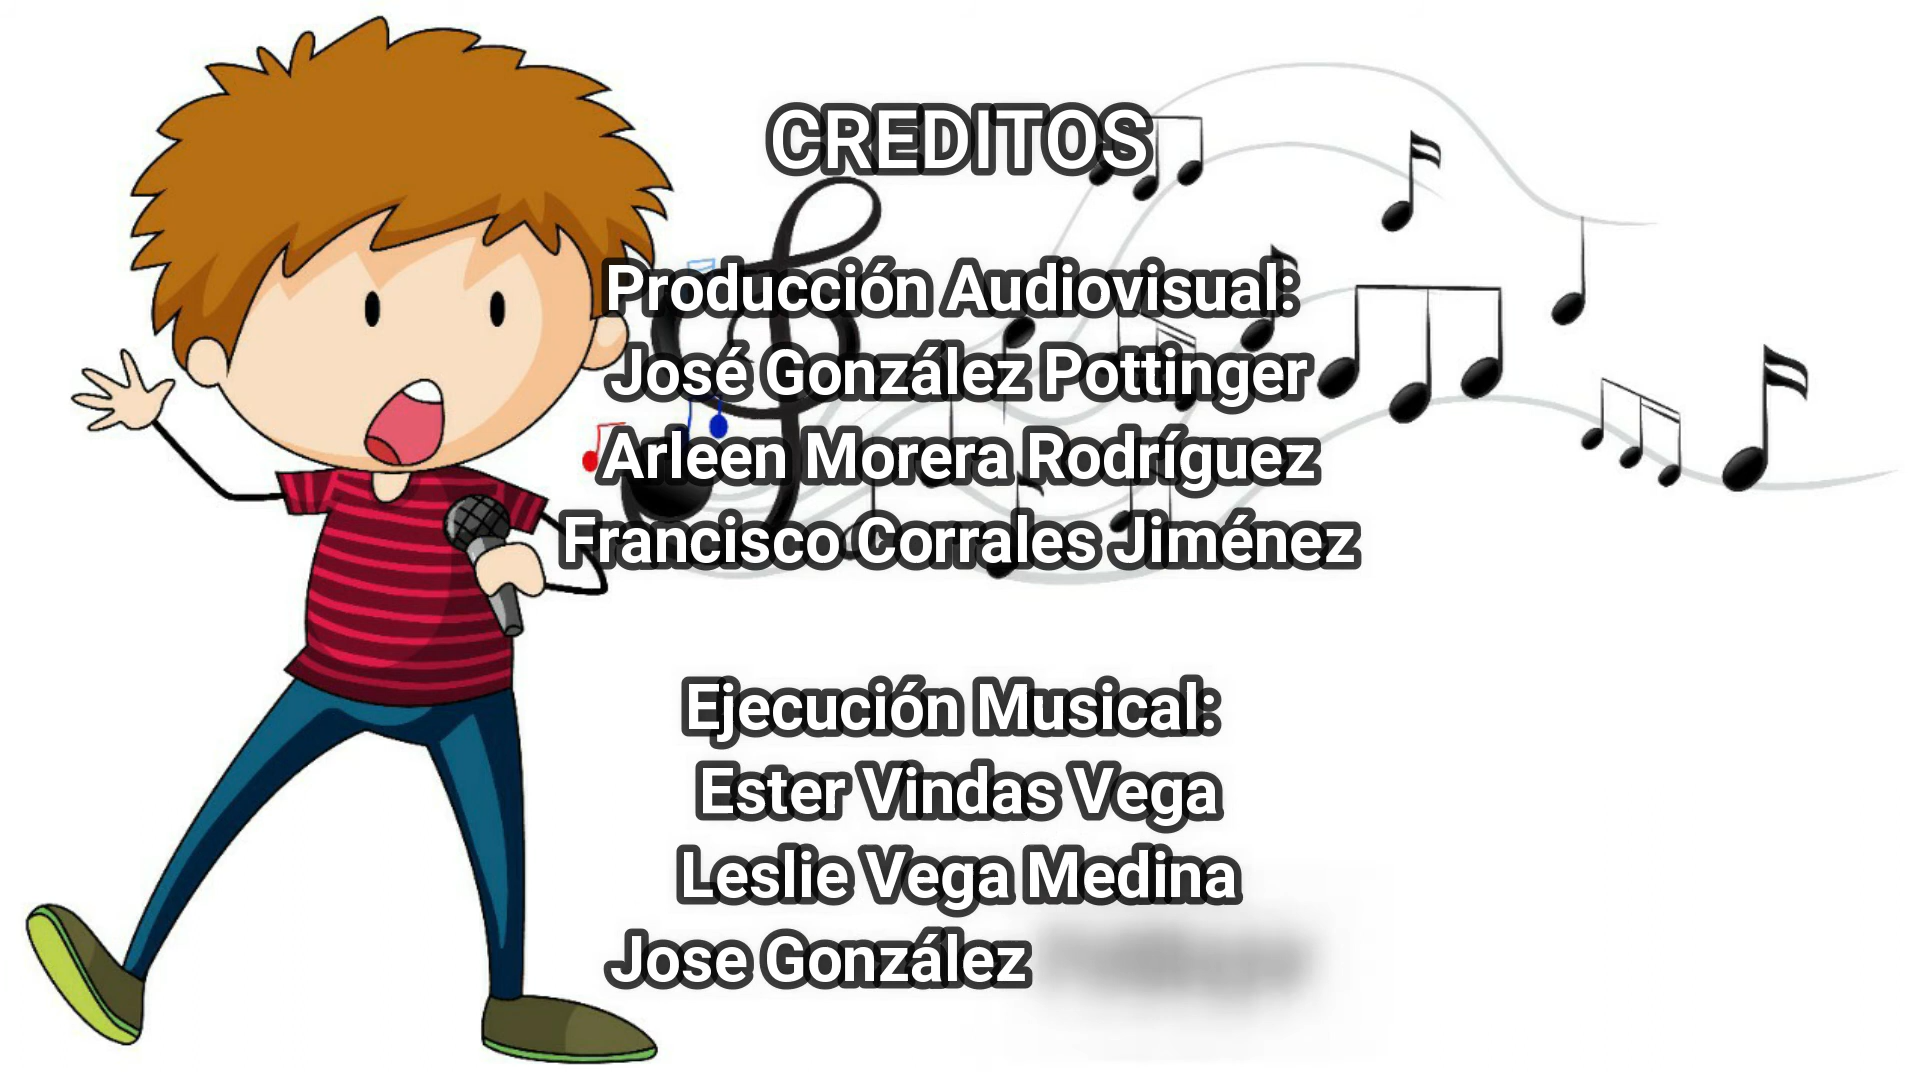 CREDITOS
Producción Audiovisual:
José González Pottinger
Arleen Morera Rodríguez
Francisco Corrales Jiménez
Ejecución Musical:
Ester Vindas Vega
Leslie Vega Medina
Jose González